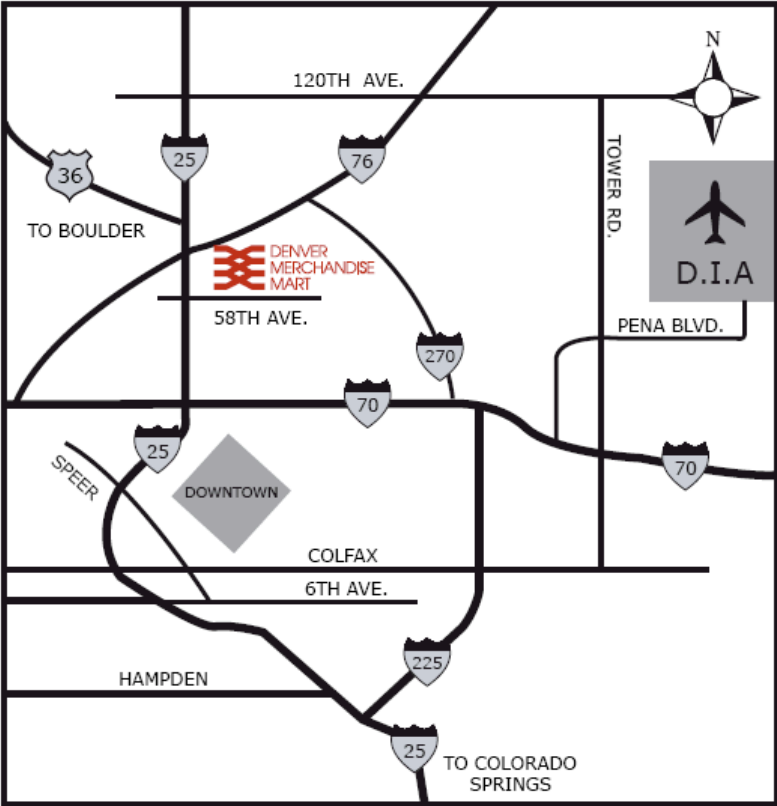 N
120TH AVE.
25
76
36
TOWER RD.
TO BOULDER
DENVER
MERCHANDISE
MART
D.I.A
58TH AVE.
PENA BLVD.
270
70
25
SPEER
70
DOWNTOWN
COLFAX
6TH AVE.
225
HAMPDEN
25
TO COLORADO
SPRINGS